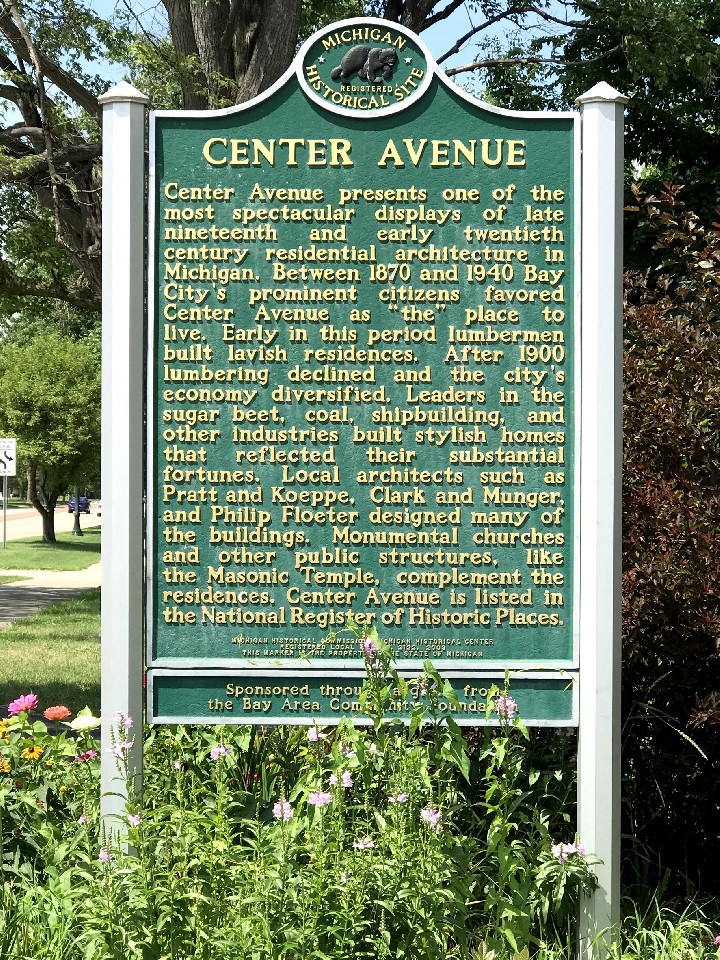 MICHIGAN
REGISTERED
HISTORICAL SITE
CENTER AVENUE
Center Avenue presents one of the
most spectacular displays of late
nineteenth and early twentieth
century residential architecture in
Michigan. Between 1870 and 1940 Bay
City's prominent citizens favored
Center Avenue as "the" place to
live. Early in this period lumbermen
built lavish residences. After 1900
lumbering declined and the city's
economy diversified. Leaders in the
sugar beet, coal, shipbuilding, and
other industries built stylish homes
that reflected their substantial
fortunes. Local architects such as
Pratt and Koeppe, Clark and Munger,
and Philip Floeter designed many of
the buildings. Monumental churches
and other public structures, like
the Masonic Temple, complement the
residences. Center Avenue is listed in
the National Register of Historic Places.
MICHIGAN HISTORICAL COMMISSION MICHIGAN HISTORICAL CENTER
REGISTERED LOCAL
THIS MARKER IS THE PROPERTY OF THE STATE OF MICHIGAN
Sponsored through a from
the Bay Area Community